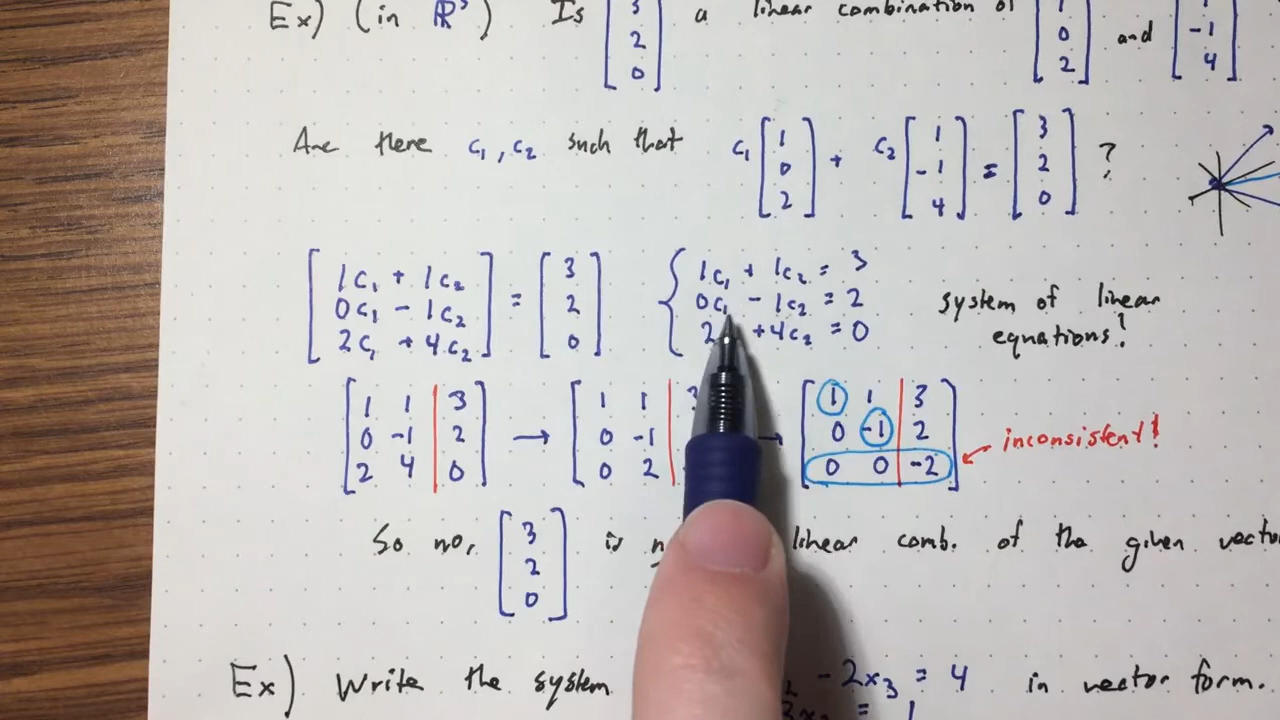 Ex) (in ℝ³) Is [3 2 0] a linear combination of [1 0 2] and [1 -1 4]
Are there c₁, c₂ such that c₁ [1 0 2] + c₂ [1 -1 4] = [3 2 0] ?
[1c₁ + 1c₂ = [3 { 1c₁ + 1c₂ = 3
0c₁ - 1c₂ 2 0c₁ - 1c₂ = 2 system of linear
2c₁ + 4c₂] 0] 2 + 4c₂ = 0 equations!
[1 1 | 3 [1 1 | [1 1 | 3
0 -1 | 2 → 0 -1 | → 0 -1 | 2 inconsistent!
2 4 | 0] 0 2 | 0 0 | -2]
So no, [3 2 0] is linear comb. of the given
Ex) Write the system - 2x₃ = 4 in vector form.